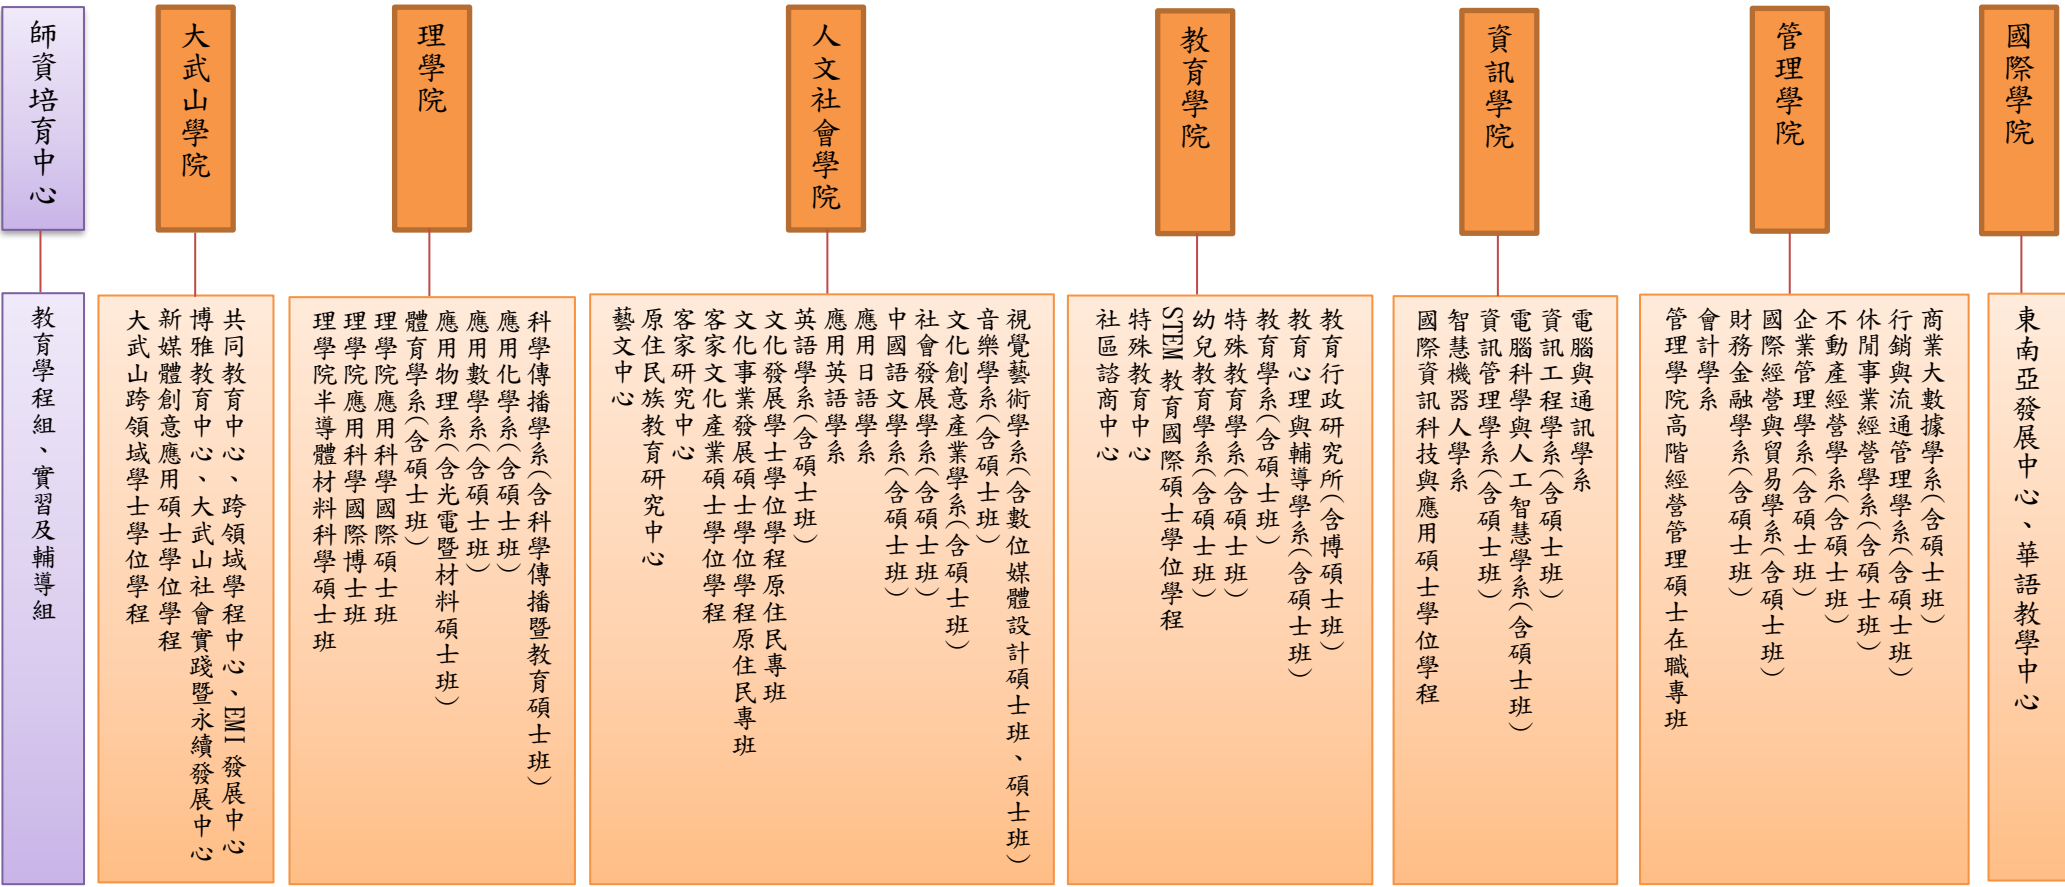 國際學院
東南亞發展中心、華語教學中心
管理學院
商業大數據學系(含碩士班)
行銷與流通管理學系(含碩士班)
休閒事業經營學系(含碩士班)
不動產經營學系(含碩士班)
企業管理學系(含碩士班)
國際經營與貿易學系(含碩士班)
財務金融學系(含碩士班)
會計學系
管理學院高階經營管理碩士在職專班
資訊學院
電腦與通訊學系
資訊工程學系(含碩士班)
電腦科學與人工智慧學系(含碩士班)
資訊管理學系(含碩士班)
智慧機器人學系
國際資訊科技與應用碩士學位學程
教育學院
教育行政研究所(含博碩士班)
教育心理與輔導學系(含碩士班)
教育學系(含碩士班)
特殊教育學系(含碩士班)
幼兒教育學系(含碩士班)
STEM 教育國際碩士學位學程
特殊教育中心
社區諮商中心
人文社會學院
視覺藝術學系(含數位媒體設計碩士班、碩士班)
音樂學系(含碩士班)
文化創意產業學系(含碩士班)
社會發展學系(含碩士班)
中國語文學系(含碩士班)
應用日語學系
應用英語學系
英語學系(含碩士班)
文化發展學士學位學程原住民專班
文化事業發展碩士學位學程原住民專班
客家文化產業碩士學位學程
客家研究中心
原住民族教育研究中心
藝文中心
理學院
科學傳播學系(含科學傳播暨教育碩士班)
應用化學系(含碩士班)
應用數學系(含碩士班)
應用物理系(含光電暨材料碩士班)
體育學系(含碩士班)
理學院應用科學國際碩士班
理學院應用科學國際博士班
理學院半導體材料科學碩士班
大武山學院
共同教育中心、跨領域學程中心、EMI 發展中心
博雅教育中心、大武山社會實踐暨永續發展中心
新媒體創意應用碩士學位學程
大武山跨領域學士學位學程
師資培育中心
教育學程組、實習及輔導組